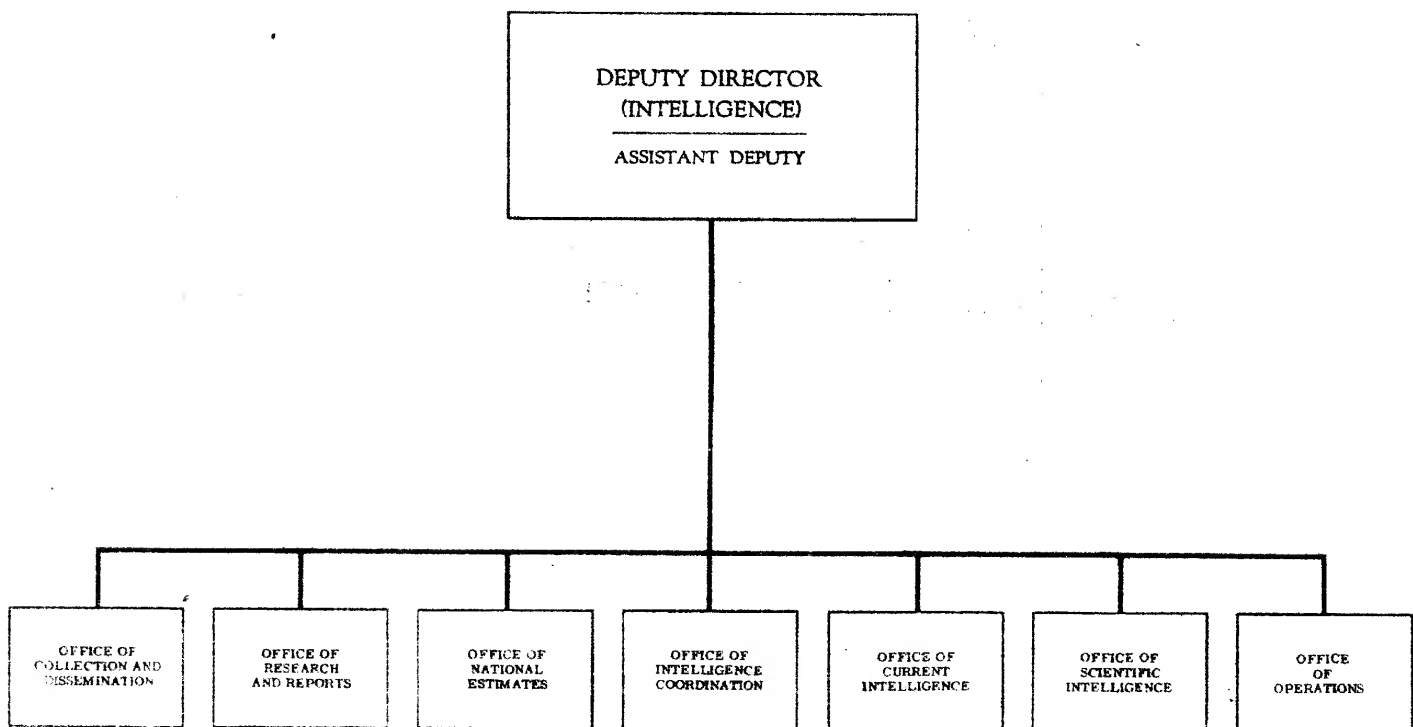 DEPUTY DIRECTOR
(INTELLIGENCE)
ASSISTANT DEPUTY
OFFICE OF
COLLECTION AND
DISSEMINATION
OFFICE OF
RESEARCH
AND REPORTS
OFFICE OF
NATIONAL
ESTIMATES
OFFICE OF
INTELLIGENCE
COORDINATION
OFFICE OF
CURRENT
INTELLIGENCE
OFFICE OF
SCIENTIFIC
INTELLIGENCE
OFFICE
OF
OPERATIONS